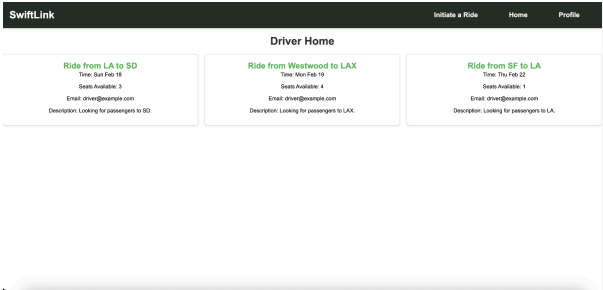 SwiftLink
Initiate a Ride
Home
Profile
Driver Home
Ride from LA to SD
Time: Sun Feb 18
Seats Available: 3
Email: driver@example.com
Description: Looking for passengers to SD.
Ride from Westwood to LAX
Time: Mon Feb 19
Seats Available: 4
Email: driver@example.com
Description: Looking for passengers to LAX.
Ride from SF to LA
Time: Thu Feb 22
Seats Available: 1
Email: driver@example.com
Description: Looking for passengers to LA.